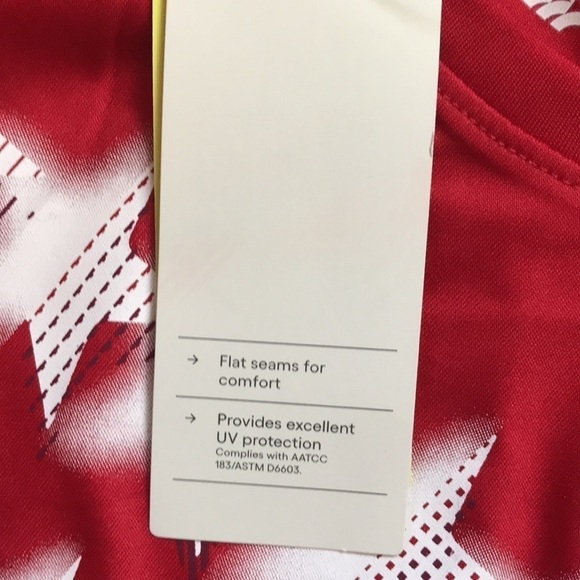 → Flat seams for
comfort
→ Provides excellent
UV protection
Complies with AATCC
183/ASTM D6603.